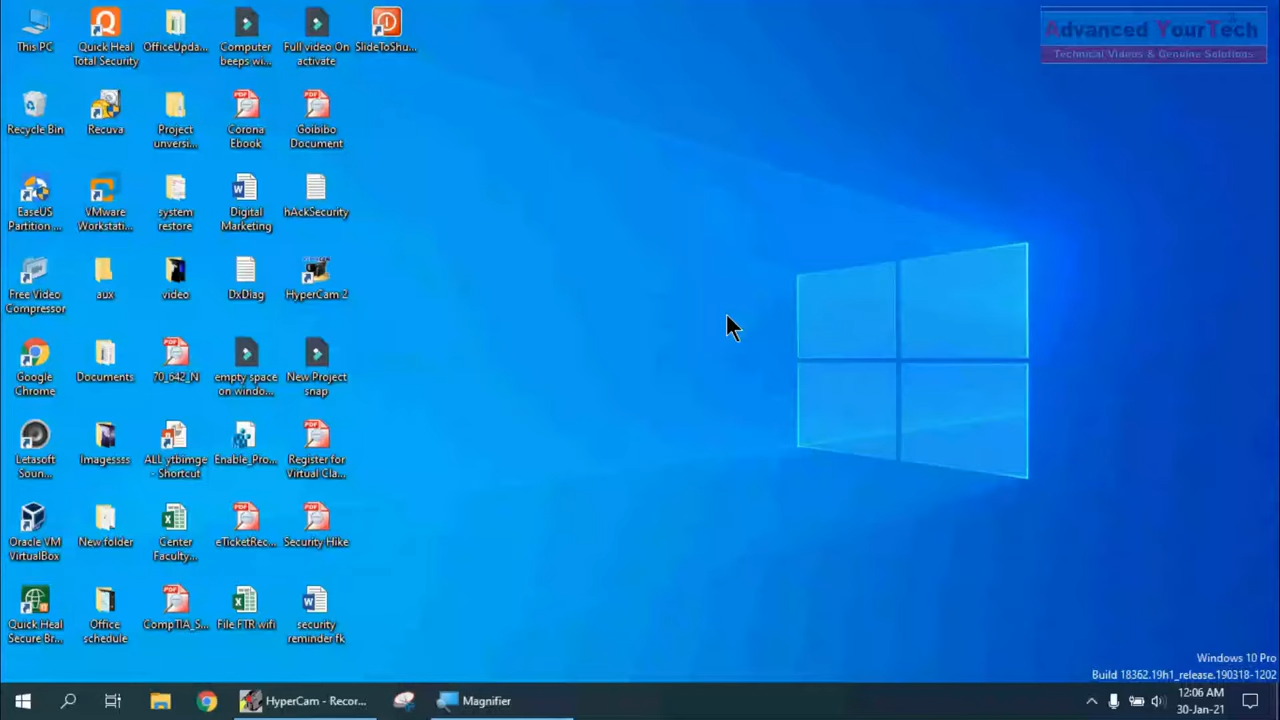 This PC
Quick Heal
Total Security
OfficeUpda...
Computer
beeps wi...
Full video On
activate
SlideToShu...
Advanced YourTech
Technical Videos & Genuine Solutions
Recycle Bin
Recuva
Project
unversi...
Corona
Ebook
Goibibo
Document
EaseUS
Partition ...
VMware
Workstati...
system
restore
Digital
Marketing
hAckSecurity
Free Video
Compressor
aux
video
DxDiag
HyperCam 2
Google
Chrome
Documents
70_642_N
empty space
on windo...
New Project
snap
Letasoft
Soun...
Imagesss
ALL ytbimge
- Shortcut
Enable_Pro...
Register for
Virtual Cla...
Oracle VM
VirtualBox
New folder
Center
Faculty...
eTicketRec...
Security Hike
Quick Heal
Secure Br...
Office
schedule
CompTIA_S...
File FTR wifi
security
reminder fk
Windows 10 Pro
Build 18362.19h1_release.190318-1202
HyperCam - Recor...
Magnifier
12:06 AM
30-Jan-21